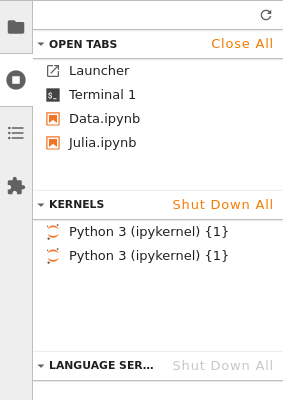 OPEN TABS Close All
Launcher
$_ Terminal 1
Data.ipynb
Julia.ipynb
KERNELS Shut Down All
Python 3 (ipykernel) {1}
Python 3 (ipykernel) {1}
LANGUAGE SER... Shut Down All